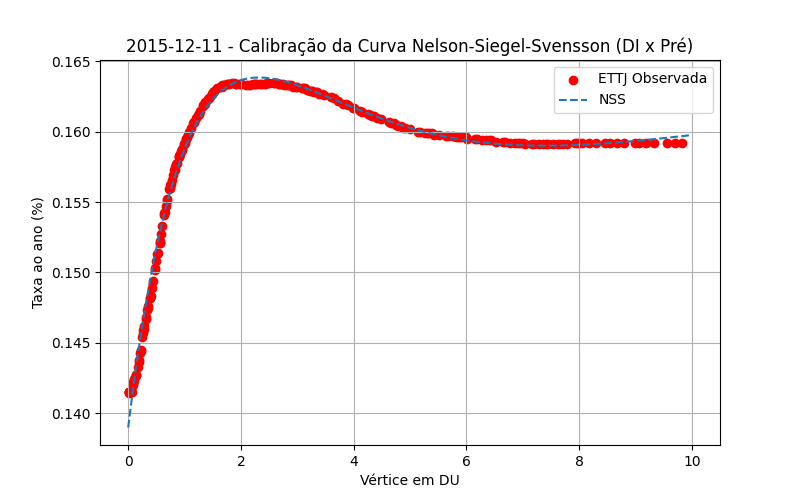 2015-12-11 - Calibração da Curva Nelson-Siegel-Svensson (DI x Pré)
ETTJ Observada
NSS
Taxa ao ano (%)
0.165
0.160
0.155
0.150
0.145
0.140
0 2 4 6 8 10
Vértice em DU